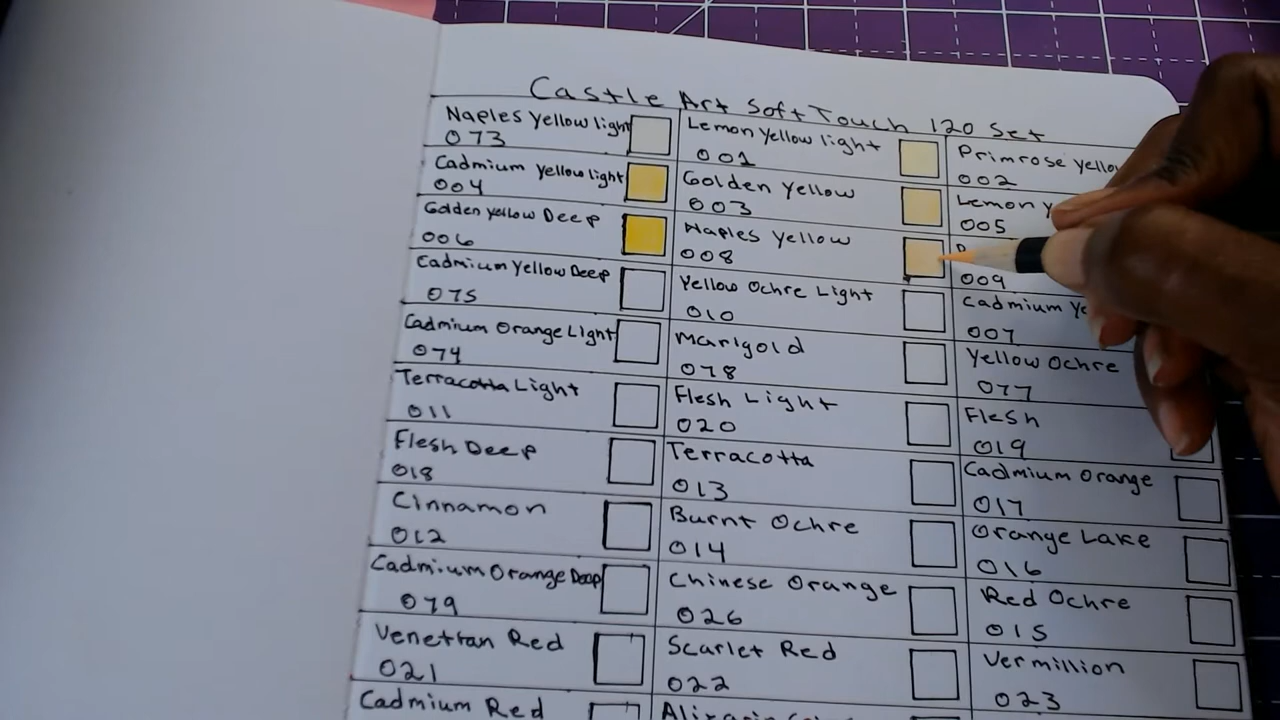 Castle Art Soft Touch 120 Set
Naples Yellow light
073
Lemon Yellow light
001
Primrose Yellow
002
Cadmium Yellow light
004
Golden Yellow
003
Lemon Y
005
Golden Yellow Deep
006
Naples Yellow
008
009
Cadmium Yellow Deep
075
Yellow Ochre Light
010
Cadmium Ye
007
Cadmium Orange Light
074
Marigold
078
Yellow Ochre
077
Terracotta Light
011
Flesh Light
020
Flesh
019
Flesh Deep
018
Terracotta
013
Cadmium Orange
017
Cinnamon
012
Burnt Ochre
014
Orange Lake
016
Cadmium Orange Deep
079
Chinese Orange
026
Red Ochre
015
Venetian Red
021
Scarlet Red
022
Vermillion
023
Cadmium Red